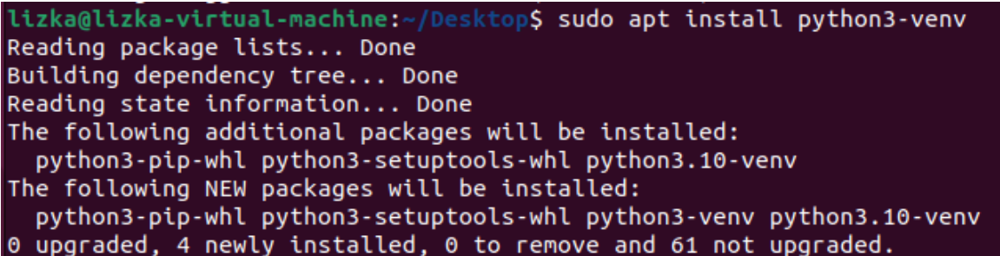 lizka@lizka-virtual-machine:~/Desktop$ sudo apt install python3-venv
Reading package lists... Done
Building dependency tree... Done
Reading state information... Done
The following additional packages will be installed:
  python3-pip-whl python3-setuptools-whl python3.10-venv
The following NEW packages will be installed:
  python3-pip-whl python3-setuptools-whl python3-venv python3.10-venv
0 upgraded, 4 newly installed, 0 to remove and 61 not upgraded.